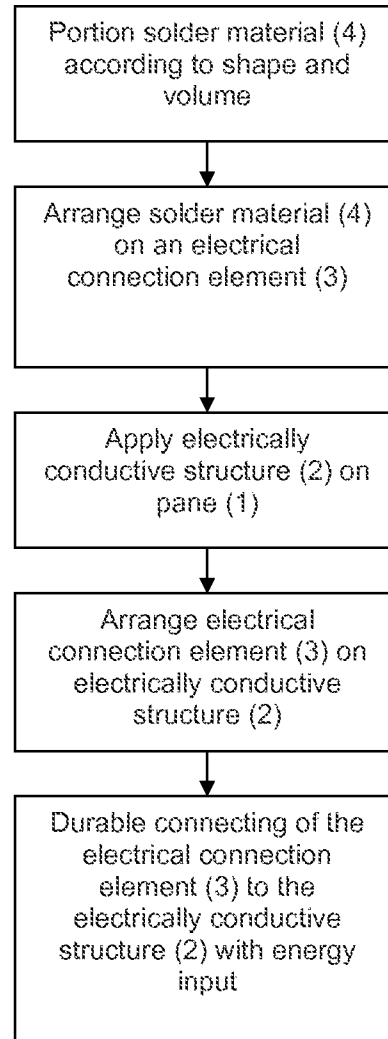 Portion solder material (4)
according to shape and
volume
Arrange solder material (4)
on an electrical
connection element (3)
Apply electrically
conductive structure (2) on
pane (1)
Arrange electrical
connection element (3) on
electrically conductive
structure (2)
Durable connecting of the
electrical connection
element (3) to the
electrically conductive
structure (2) with energy
input